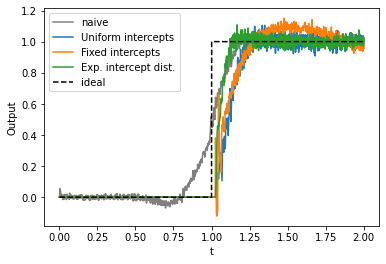 1.2
1.0
0.8
0.6
0.4
0.2
0.0
Output
naive
Uniform intercepts
Fixed intercepts
Exp. intercept dist.
ideal
0.00 0.25 0.50 0.75 1.00 1.25 1.50 1.75 2.00
t